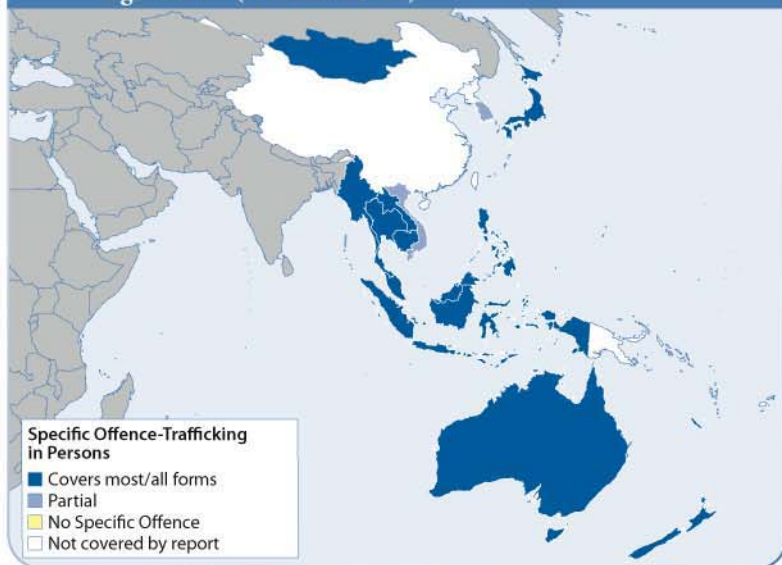 Specific Offence-Trafficking
in Persons
Covers most/all forms
Partial
No Specific Offence
Not covered by report